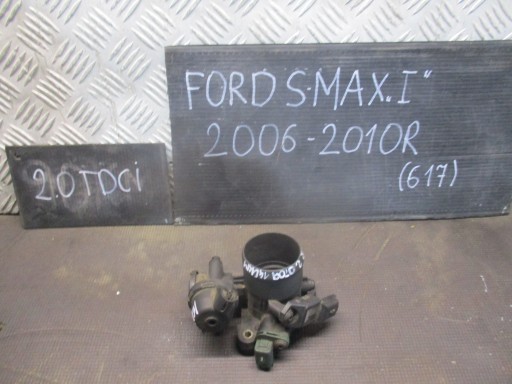 FORD S-MAX.I"
2006-2010R
(617)
2.0TDCi